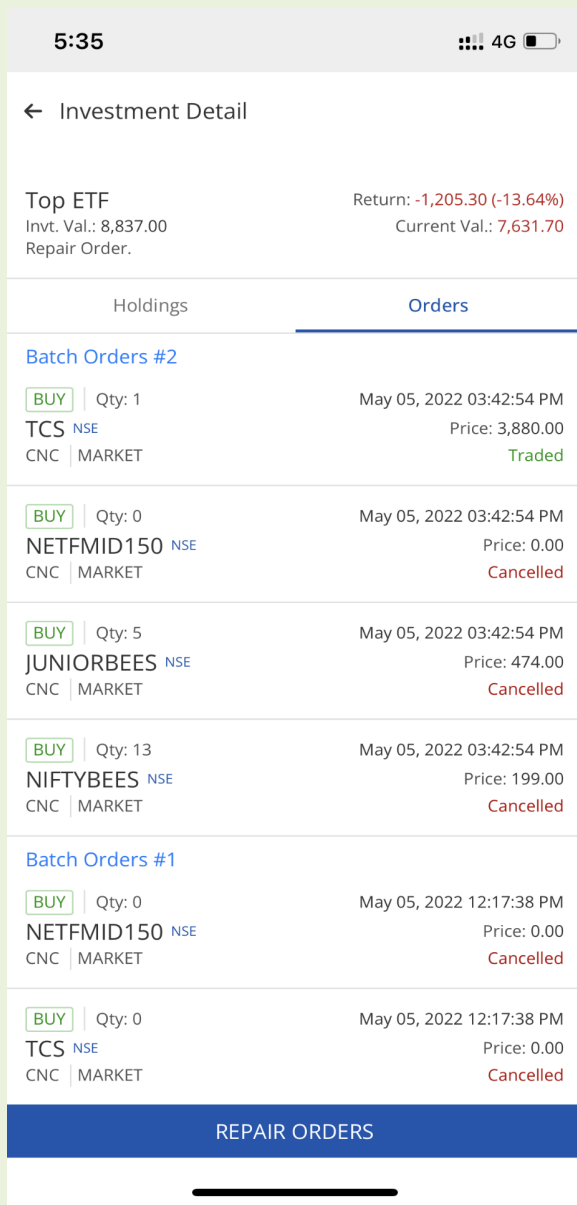 5:35 4G
Investment Detail
Top ETF Return: -1,205.30 (-13.64%)
Invt. Val.: 8,837.00 Current Val.: 7,631.70
Repair Order.
Holdings Orders
Batch Orders #2
BUY Qty: 1 May 05, 2022 03:42:54 PM
TCS NSE Price: 3,880.00
CNC MARKET Traded
BUY Qty: 0 May 05, 2022 03:42:54 PM
NETFMID150 NSE Price: 0.00
CNC MARKET Cancelled
BUY Qty: 5 May 05, 2022 03:42:54 PM
JUNIORBEES NSE Price: 474.00
CNC MARKET Cancelled
BUY Qty: 13 May 05, 2022 03:42:54 PM
NIFTYBEES NSE Price: 199.00
CNC MARKET Cancelled
Batch Orders #1
BUY Qty: 0 May 05, 2022 12:17:38 PM
NETFMID150 NSE Price: 0.00
CNC MARKET Cancelled
BUY Qty: 0 May 05, 2022 12:17:38 PM
TCS NSE Price: 0.00
CNC MARKET Cancelled
REPAIR ORDERS